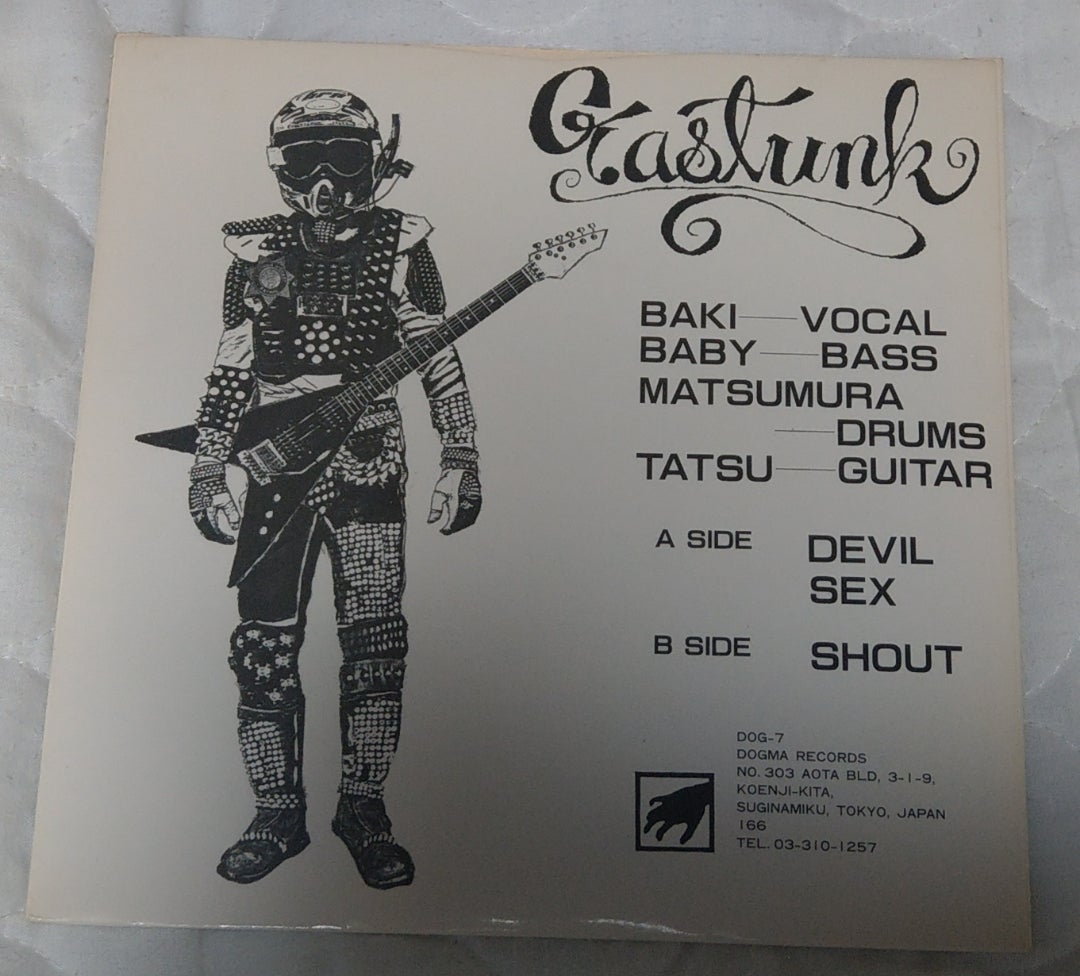 Gastunk
BAKI—VOCAL
BABY—BASS
MATSUMURA
—DRUMS
TATSU—GUITAR
A SIDE DEVIL
SEX
B SIDE SHOUT
DOG-7
DOGMA RECORDS
NO. 303 AOTA BLD, 3-1-9,
KOENJI-KITA,
SUGINAMIKU, TOKYO, JAPAN
166
TEL. 03-310-1257